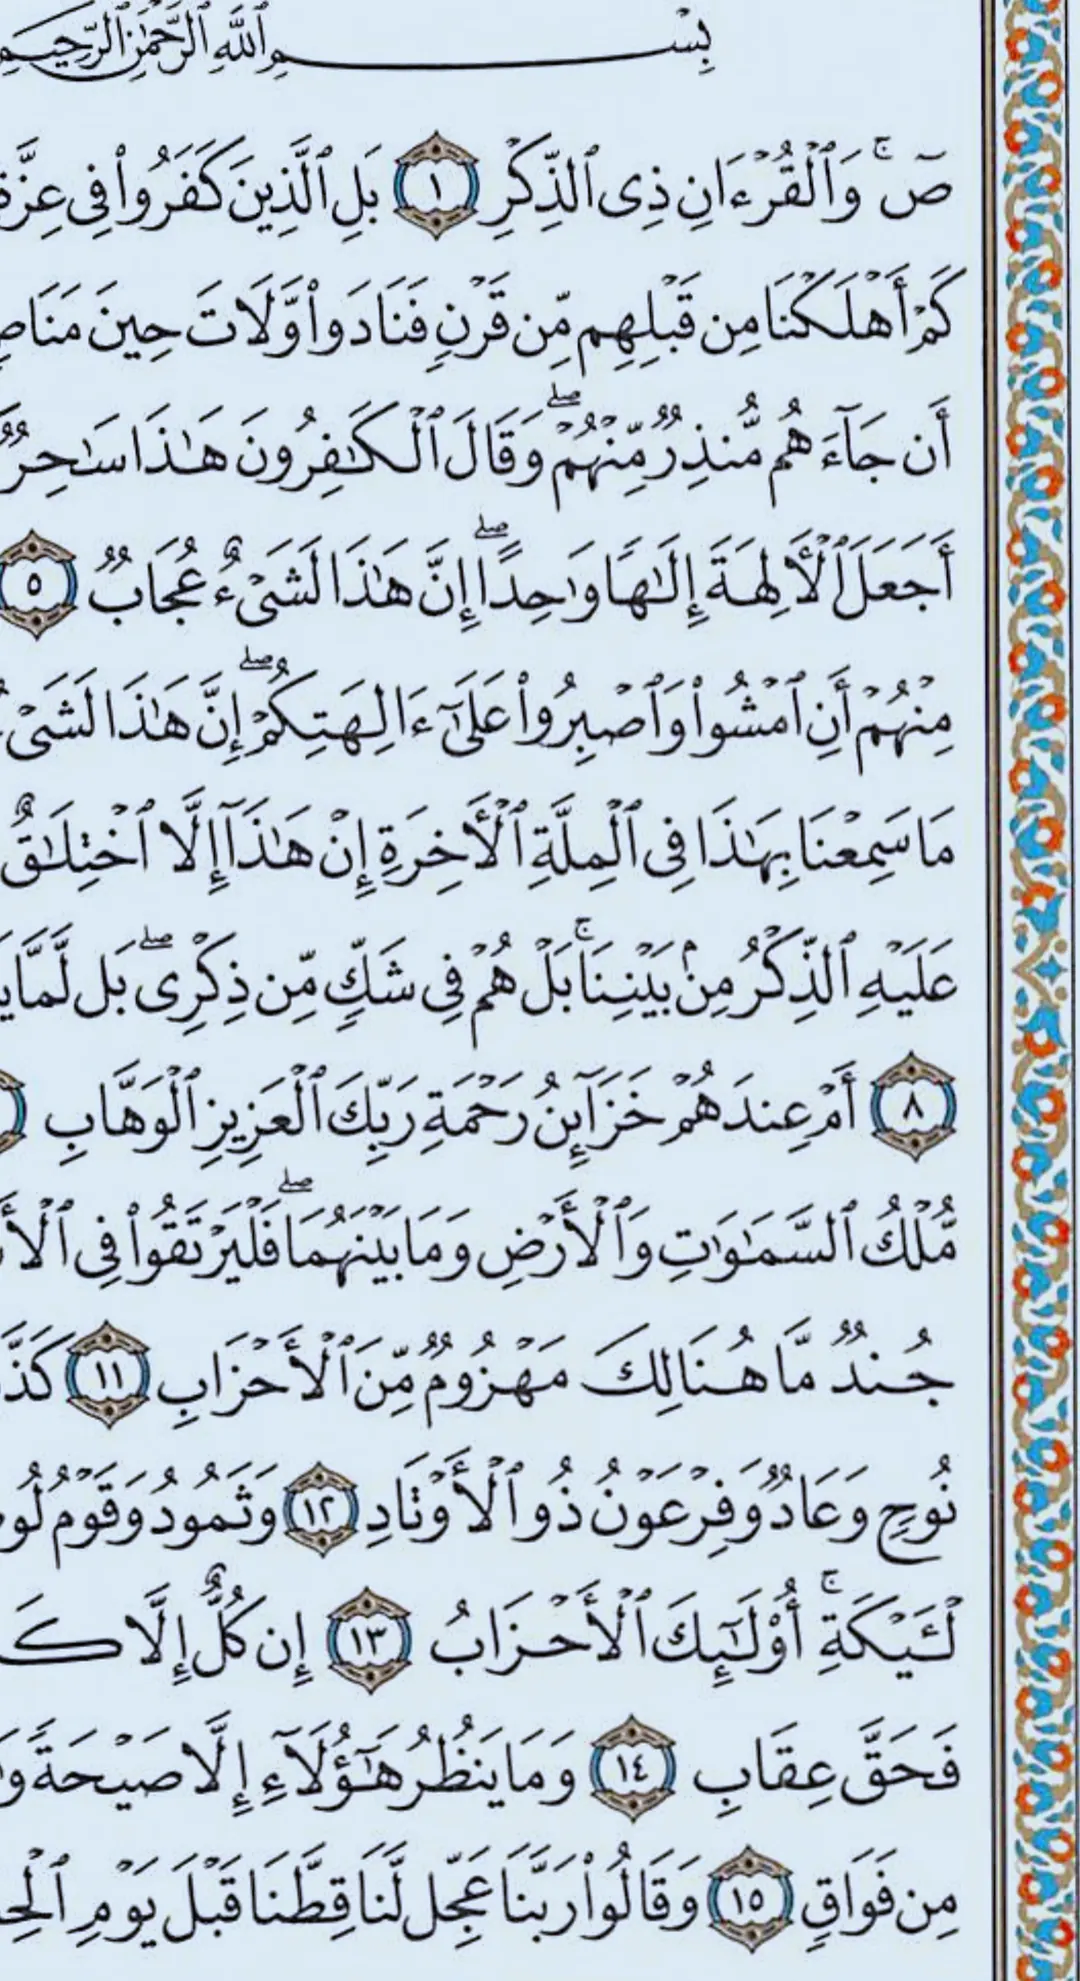 بِسْمِ ٱللَّهِ ٱلرَّحْمَٰنِ ٱلرَّحِيمِ
صٓ ۚ وَٱلْقُرْءَانِ ذِى ٱلذِّكْرِ ١ بَلِ ٱلَّذِينَ كَفَرُوا۟ فِى
كَمْ أَهْلَكْنَا مِن قَبْلِهِم مِّن قَرْنٍ فَنَادَوا۟ وَّلَاتَ حِينَ
أَن جَآءَهُم مُّنذِرٌ مِّنْهُمْ ۖ وَقَالَ ٱلْكَٰفِرُونَ هَٰذَا سَٰحِرٌ
أَجَعَلَ ٱلْأَلِهَةَ إِلَٰهًا وَٰحِدًا ۖ إِنَّ هَٰذَا لَشَىْءٌ عُجَابٌ ٥
مِنْهُمْ أَنِ ٱمْشُوا۟ وَٱصْبِرُوا۟ عَلَىٰٓ ءَالِهَتِكُمْ ۖ إِنَّ هَٰذَا
مَا سَمِعْنَا بِهَٰذَا فِى ٱلْمِلَّةِ ٱلْأَخِرَةِ إِنْ هَٰذَآ إِلَّا ٱخْتِلَٰقٌ
عَلَيْهِ ٱلذِّكْرُ مِنۢ بَيْنِنَا ۚ بَلْ هُمْ فِى شَكٍّ مِّن ذِكْرِى ۖ بَل لَّمَّا
٨ أَمْ عِندَهُمْ خَزَآئِنُ رَحْمَةِ رَبِّكَ ٱلْعَزِيزِ ٱلْوَهَّابِ
مُّلْكُ ٱلسَّمَٰوَٰتِ وَٱلْأَرْضِ وَمَا بَيْنَهُمَا ۖ فَلْيَرْتَقُوا۟ فِى
جُندٌ مَّا هُنَالِكَ مَهْزُومٌ مِّنَ ٱلْأَحْزَابِ ١١
نُوحٍ وَعَادٌ وَفِرْعَوْنُ ذُو ٱلْأَوْتَادِ ١٢ وَثَمُودُ وَقَوْمُ
لْـَٔيْكَةِ ۚ أُو۟لَٰٓئِكَ ٱلْأَحْزَابُ ١٣ إِن كُلٌّ إِلَّا
فَحَقَّ عِقَابِ ١٤ وَمَا يَنظُرُ هَٰٓؤُلَآءِ إِلَّا صَيْحَةً
مِن فَوَاقٍ ١٥ وَقَالُوا۟ رَبَّنَا عَجِّل لَّنَا قِطَّنَا قَبْلَ يَوْمِ